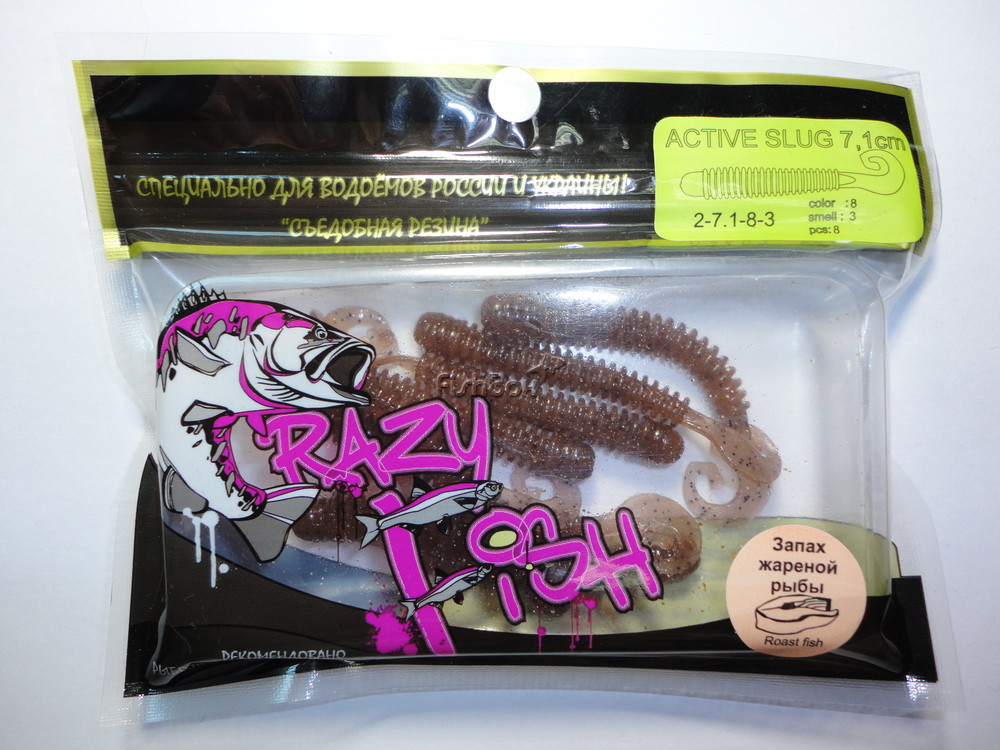 ACTIVE SLUG 7,1cm
2-7.1-8-3
color :8
smell : 3
pcs: 8
СПЕЦИАЛЬНО ДЛЯ ВОДОЁМОВ РОССИИ И УКРАИНЫ!
"СЪЕДОБНАЯ РЕЗИНА"
FishBox
CRAZY
FISH
Запах
жареной
рыбы
Roast fish
РЕКОМЕНДОВАНО